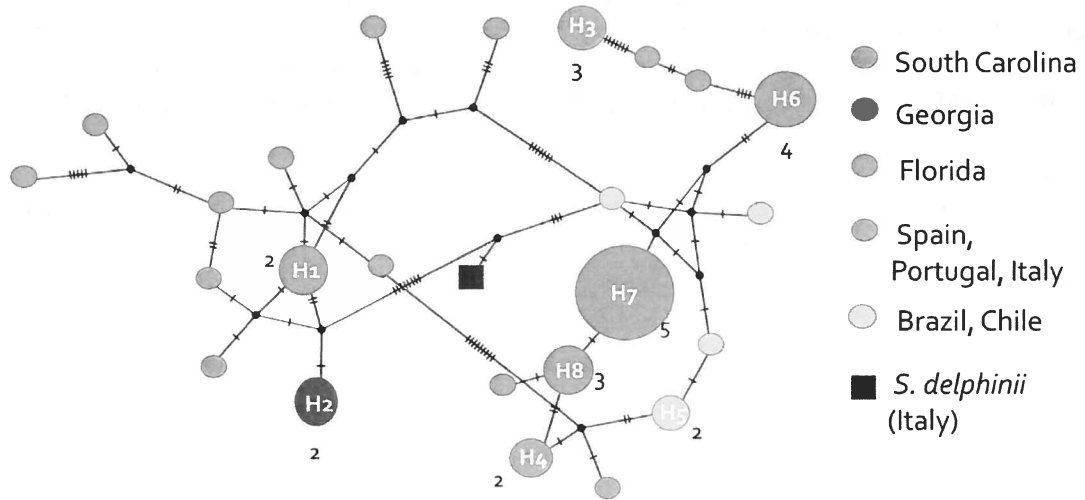 H3
3
H6
4
2
H1
H2
2
H7
5
H8
3
H5
2
H4
2
South Carolina
Georgia
Florida
Spain,
Portugal, Italy
Brazil, Chile
S. delphinii
(Italy)